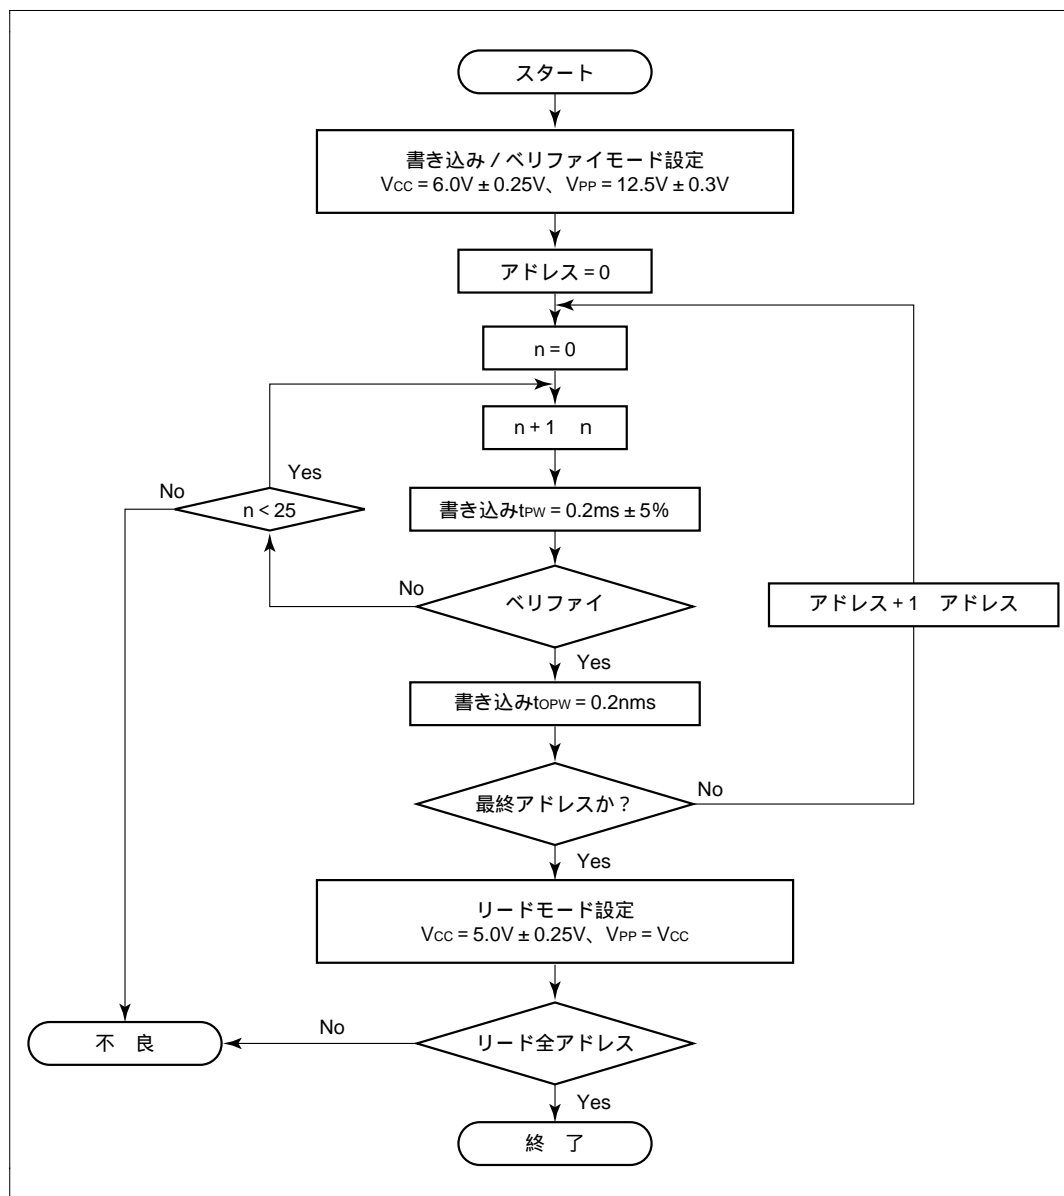 スタート
書き込み / ベリファイモード設定
VCC = 6.0V ± 0.25V、VPP = 12.5V ± 0.3V
アドレス = 0
n = 0
n + 1 n
Yes
No
n < 25
書き込みtPW = 0.2ms ± 5%
No
ベリファイ
アドレス + 1 アドレス
Yes
書き込みtOPW = 0.2nms
最終アドレスか？
No
Yes
リードモード設定
VCC = 5.0V ± 0.25V、VPP = VCC
不 良
No
リード全アドレス
Yes
終 了